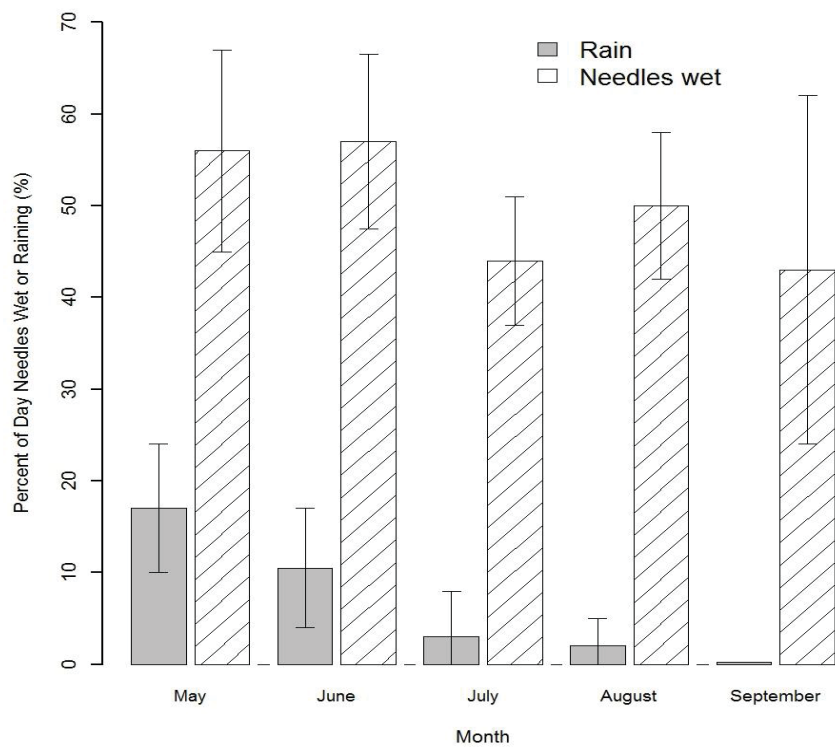 70
60
50
40
30
20
10
0
Percent of Day Needles Wet or Raining (%)
Rain
Needles wet
May June July August September
Month